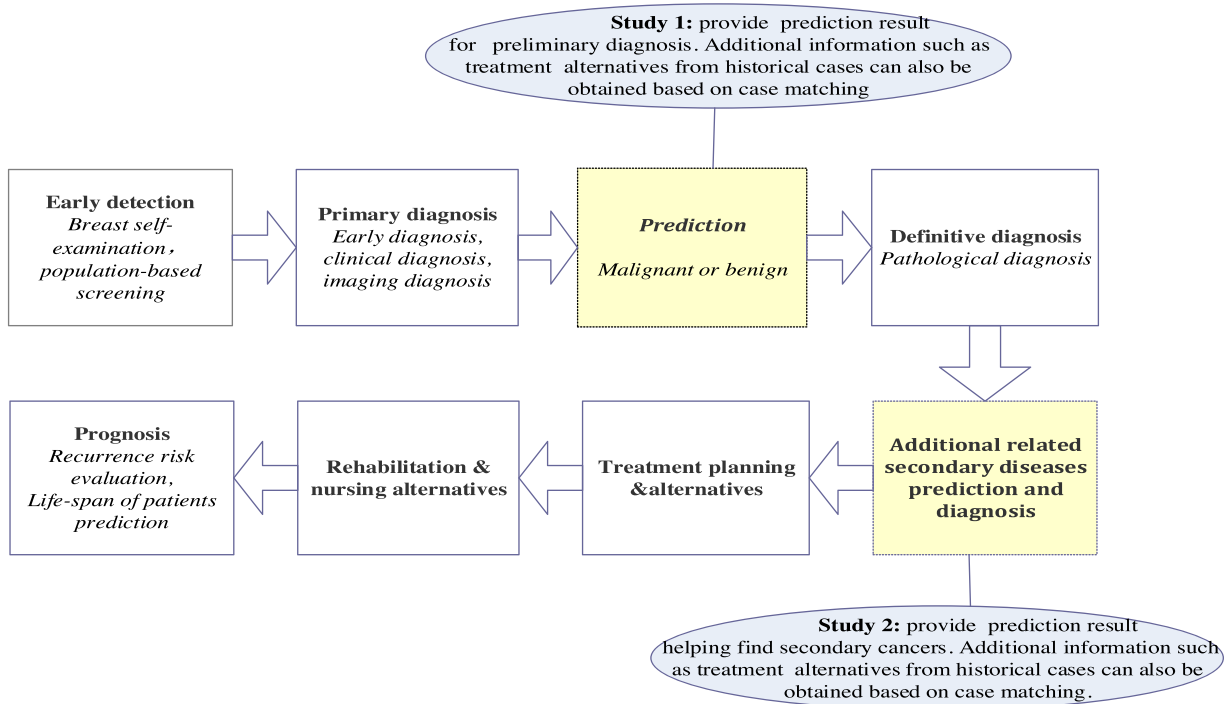 Study 1: provide prediction result
for preliminary diagnosis. Additional information such as
treatment alternatives from historical cases can also be
obtained based on case matching
Early detection
Breast self-
examination，
population-based
screening
Primary diagnosis
Early diagnosis,
clinical diagnosis,
imaging diagnosis
Prediction
Malignant or benign
Definitive diagnosis
Pathological diagnosis
Prognosis
Recurrence risk
evaluation,
Life-span of patients
prediction
Rehabilitation &
nursing alternatives
Treatment planning
&alternatives
Additional related
secondary diseases
prediction and
diagnosis
Study 2: provide prediction result
helping find secondary cancers. Additional information such
as treatment alternatives from historical cases can also be
obtained based on case matching.